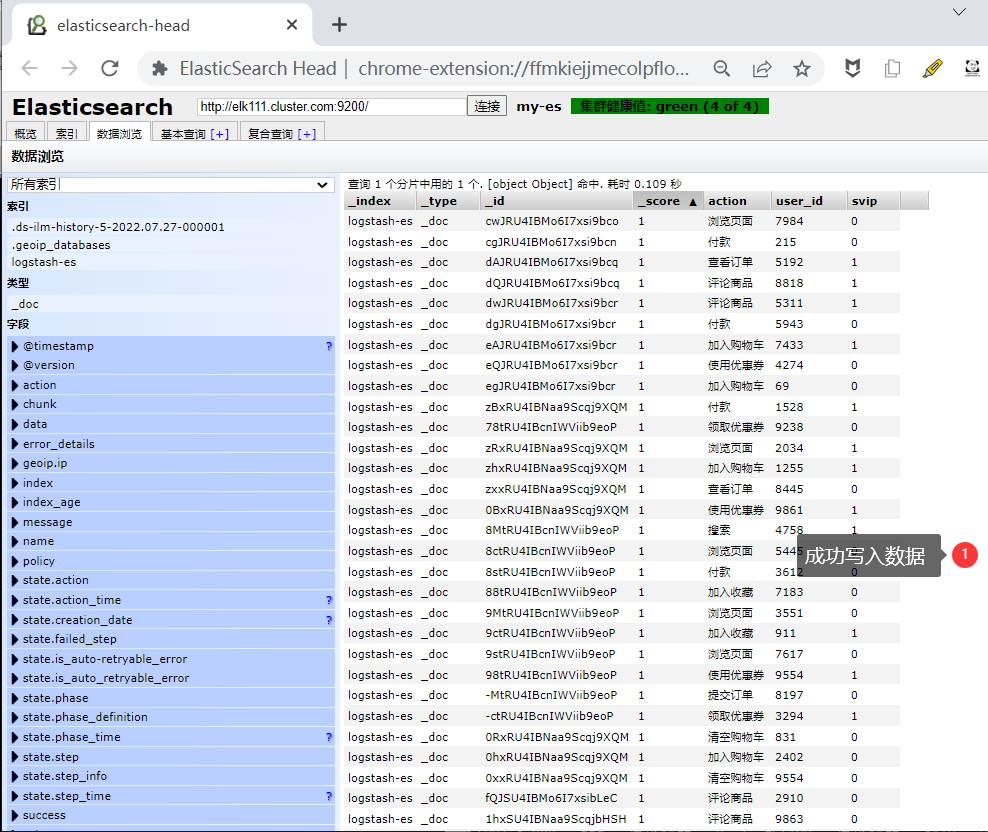 elasticsearch-head
ElasticSearch Head | chrome-extension://ffmkiejjmecolpflo...
Elasticsearch http://elk111.cluster.com:9200/ 连接 my-es 集群健康值: green (4 of 4)
概览 索引 数据浏览 基本查询 [+] 复合查询 [+]
数据浏览
所有索引
索引
.ds-ilm-history-5-2022.07.27-000001
.geoip_databases
logstash-es
类型
_doc
字段
@timestamp ?
@version
action
chunk
data
error_details
geoip.ip
index
index_age
message
name
policy
state.action
state.action_time ?
state.creation_date ?
state.failed_step
state.is_auto-retryable_error
state.is_auto_retryable_error
state.phase
state.phase_definition
state.phase_time ?
state.step
state.step_info
state.step_time ?
success
查询 1 个分片中用的 1 个. [object Object] 命中. 耗时 0.109 秒
_index _type _id _score ▲ action user_id svip
logstash-es _doc cwJRU4IBMo6I7xsi9bco 1 浏览页面 7984 0
logstash-es _doc cgJRU4IBMo6I7xsi9bcn 1 付款 215 0
logstash-es _doc dAJRU4IBMo6I7xsi9bcq 1 查看订单 5192 1
logstash-es _doc dQJRU4IBMo6I7xsi9bcq 1 评论商品 8818 1
logstash-es _doc dwJRU4IBMo6I7xsi9bcr 1 评论商品 5311 1
logstash-es _doc dgJRU4IBMo6I7xsi9bcr 1 付款 5943 0
logstash-es _doc eAJRU4IBMo6I7xsi9bcr 1 加入购物车 7433 1
logstash-es _doc eQJRU4IBMo6I7xsi9bcr 1 使用优惠券 4274 0
logstash-es _doc egJRU4IBMo6I7xsi9bcr 1 加入购物车 69 0
logstash-es _doc zBxRU4IBNaa9Scqj9XQM 1 付款 1528 1
logstash-es _doc 78tRU4IBcnIWViib9eoP 1 领取优惠券 9238 0
logstash-es _doc zRxRU4IBNaa9Scqj9XQM 1 浏览页面 2034 1
logstash-es _doc zhxRU4IBNaa9Scqj9XQM 1 加入购物车 1255 1
logstash-es _doc zxxRU4IBNaa9Scqj9XQM 1 查看订单 8445 0
logstash-es _doc 0BxRU4IBNaa9Scqj9XQM 1 使用优惠券 9861 1
logstash-es _doc 8MtRU4IBcnIWViib9eoP 1 搜索 4758 1
logstash-es _doc 8ctRU4IBcnIWViib9eoP 1 浏览页面 5445
logstash-es _doc 8stRU4IBcnIWViib9eoP 1 付款 3612 0
logstash-es _doc 88tRU4IBcnIWViib9eoP 1 加入收藏 7183 0
logstash-es _doc 9MtRU4IBcnIWViib9eoP 1 浏览页面 3551 0
logstash-es _doc 9ctRU4IBcnIWViib9eoP 1 加入收藏 911 1
logstash-es _doc 9stRU4IBcnIWViib9eoP 1 浏览页面 7617 0
logstash-es _doc 98tRU4IBcnIWViib9eoP 1 使用优惠券 9554 1
logstash-es _doc -MtRU4IBcnIWViib9eoP 1 提交订单 8197 0
logstash-es _doc -ctRU4IBcnIWViib9eoP 1 领取优惠券 3294 1
logstash-es _doc 0RxRU4IBNaa9Scqj9XQM 1 清空购物车 831 0
logstash-es _doc 0hxRU4IBNaa9Scqj9XQM 1 加入购物车 2402 0
logstash-es _doc 0xxRU4IBNaa9Scqj9XQM 1 清空购物车 9554 0
logstash-es _doc fQJSU4IBMo6I7xsibLeC 1 评论商品 2910 0
logstash-es _doc 1hxSU4IBNaa9ScqjbHSH 1 评论商品 9863 0
成功写入数据 1